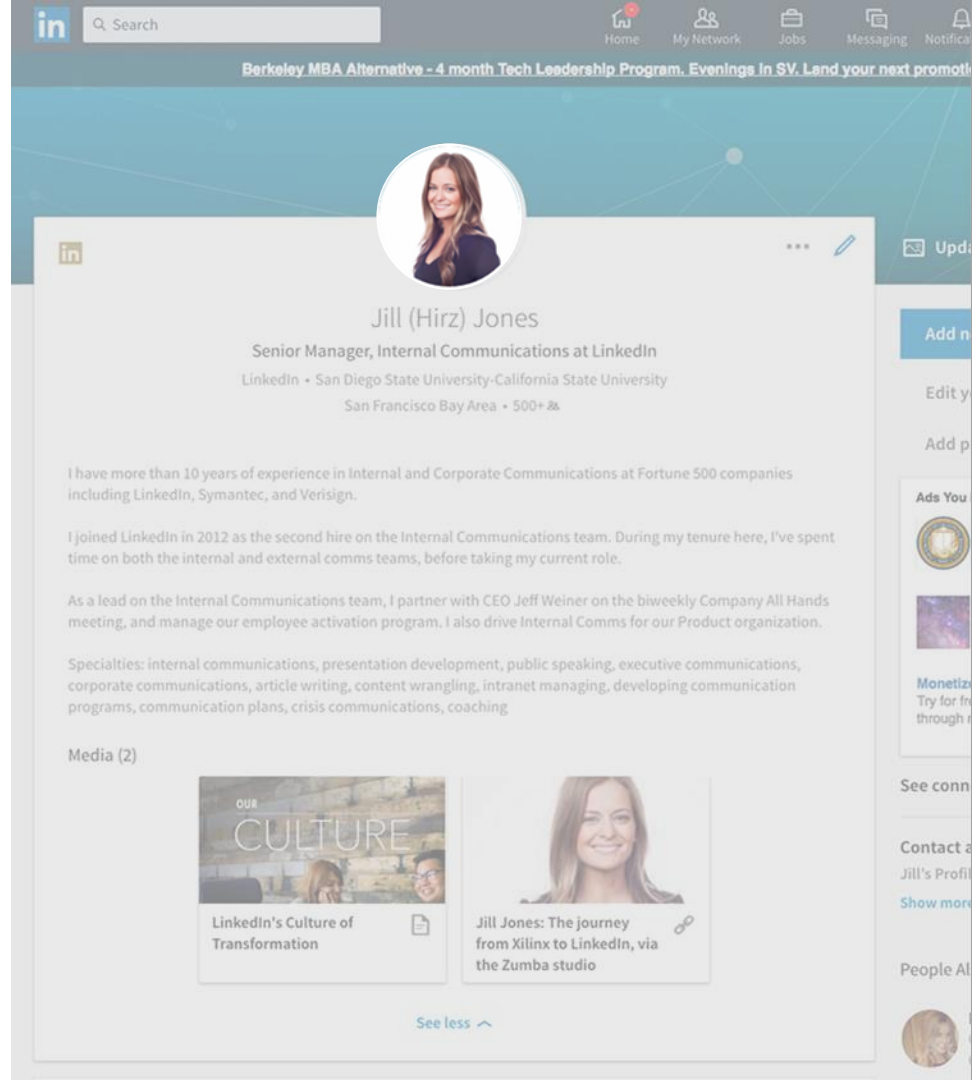 in
Search
Home
My Network
Jobs
Messaging
Notifica
Berkeley MBA Alternative - 4 month Tech Leadership Program. Evenings in SV. Land your next promoti
in
Upda
Jill (Hirz) Jones
Senior Manager, Internal Communications at LinkedIn
LinkedIn • San Diego State University-California State University
San Francisco Bay Area • 500+
Add n
Edit y
Add p
I have more than 10 years of experience in Internal and Corporate Communications at Fortune 500 companies
including LinkedIn, Symantec, and Verisign.
I joined LinkedIn in 2012 as the second hire on the Internal Communications team. During my tenure here, I've spent
time on both the internal and external comms teams, before taking my current role.
As a lead on the Internal Communications team, I partner with CEO Jeff Weiner on the biweekly Company All Hands
meeting, and manage our employee activation program. I also drive Internal Comms for our Product organization.
Specialties: internal communications, presentation development, public speaking, executive communications,
corporate communications, article writing, content wrangling, intranet managing, developing communication
programs, communication plans, crisis communications, coaching
Media (2)
OUR
CULTURE
LinkedIn's Culture of
Transformation
Jill Jones: The journey
from Xilinx to LinkedIn, via
the Zumba studio
See less
Ads You
Monetize
Try for fre
through
See conn
Contact a
Jill's Profil
Show more
People Al